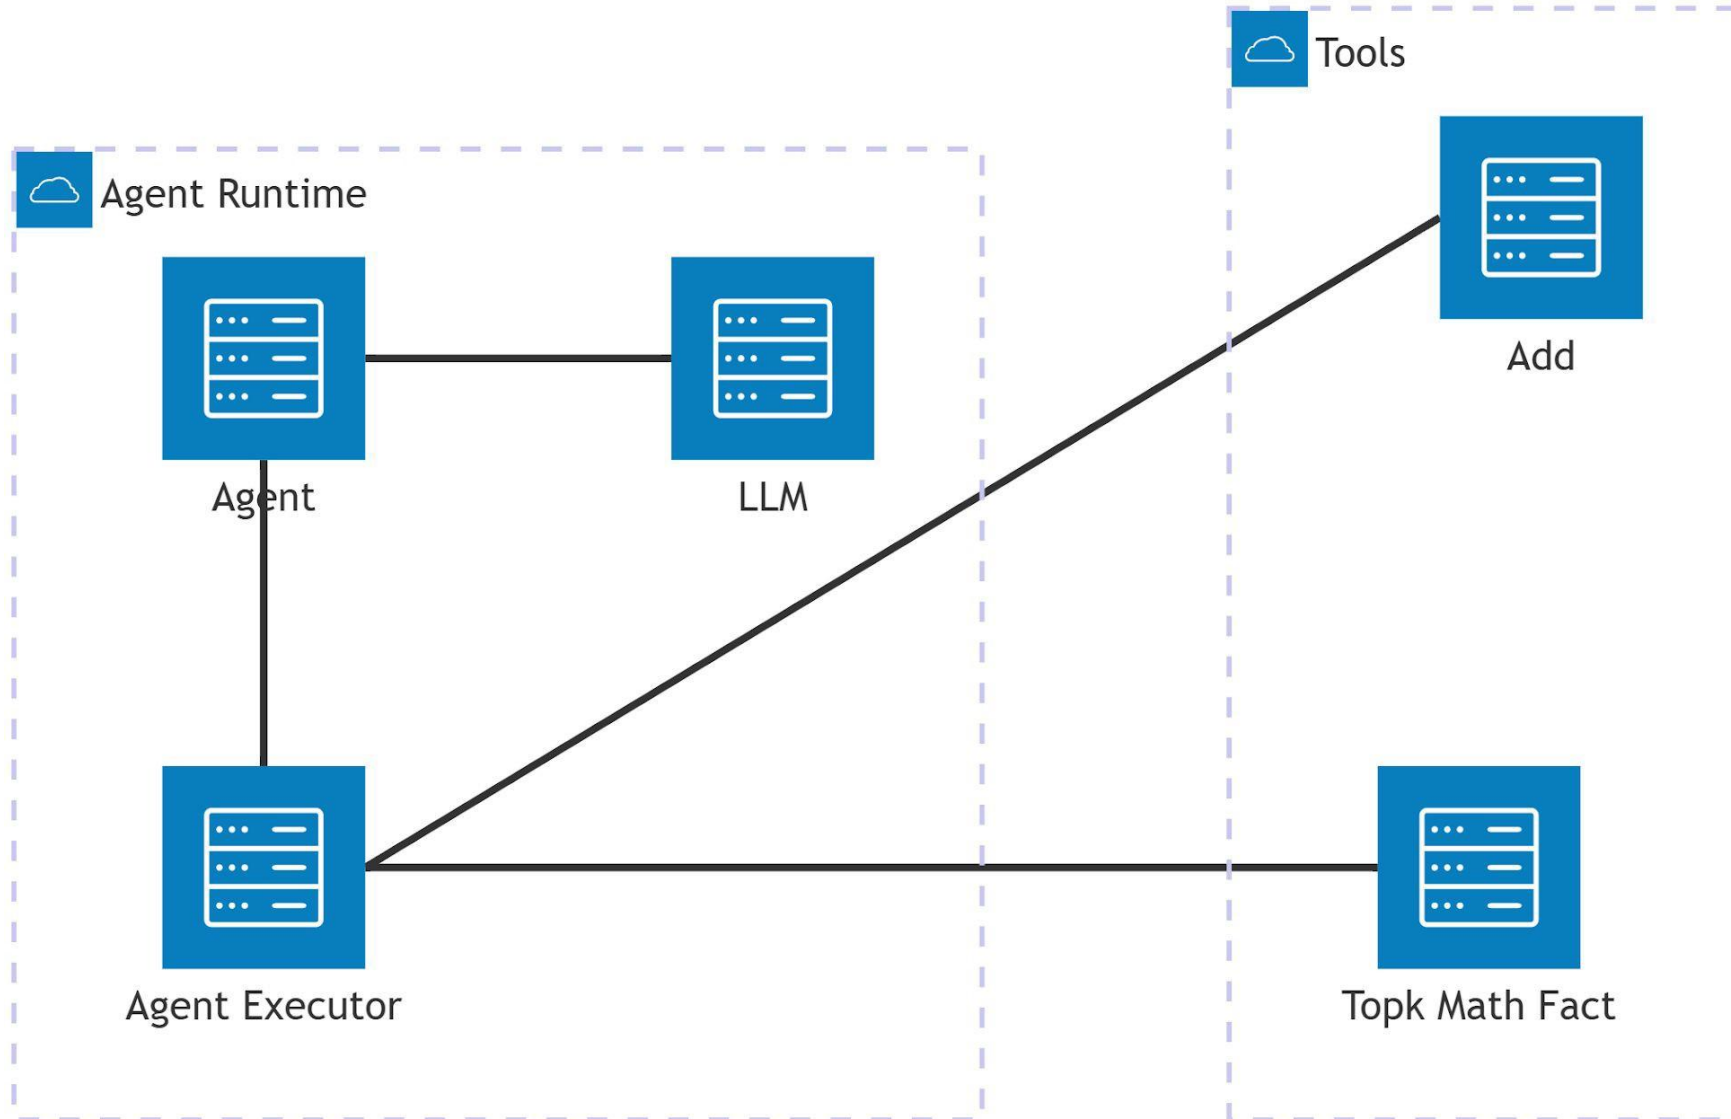 Tools
Agent Runtime
Add
Agent
LLM
Agent Executor
Topk Math Fact